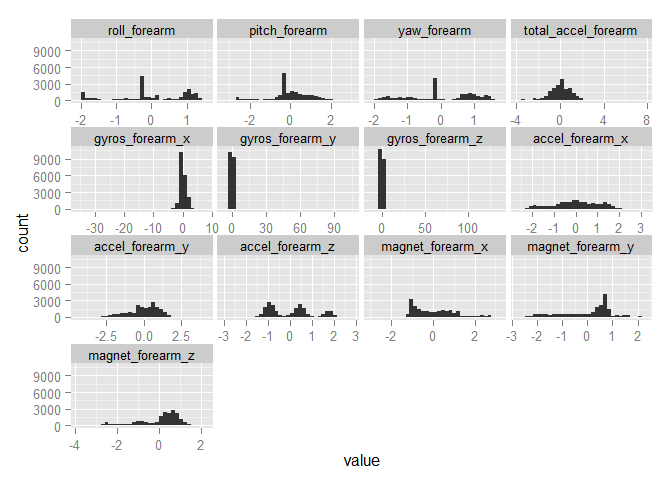 roll_forearm pitch_forearm yaw_forearm total_accel_forearm
9000
6000
3000
0
-2 -1 0 1 -4 -2 0 2 -2 -1 0 1 -4 0 4 8
gyros_forearm_x gyros_forearm_y gyros_forearm_z accel_forearm_x
9000
6000
3000
0
-30 -20 -10 0 10 0 30 60 90 0 50 100 -2 -1 0 1 2 3
accel_forearm_y accel_forearm_z magnet_forearm_x magnet_forearm_y
9000
6000
3000
0
-2.5 0.0 2.5 -3 -2 -1 0 1 2 3 -2 0 2 -3 -2 -1 0 1 2
magnet_forearm_z
9000
6000
3000
0
-4 -2 0 2
count
value